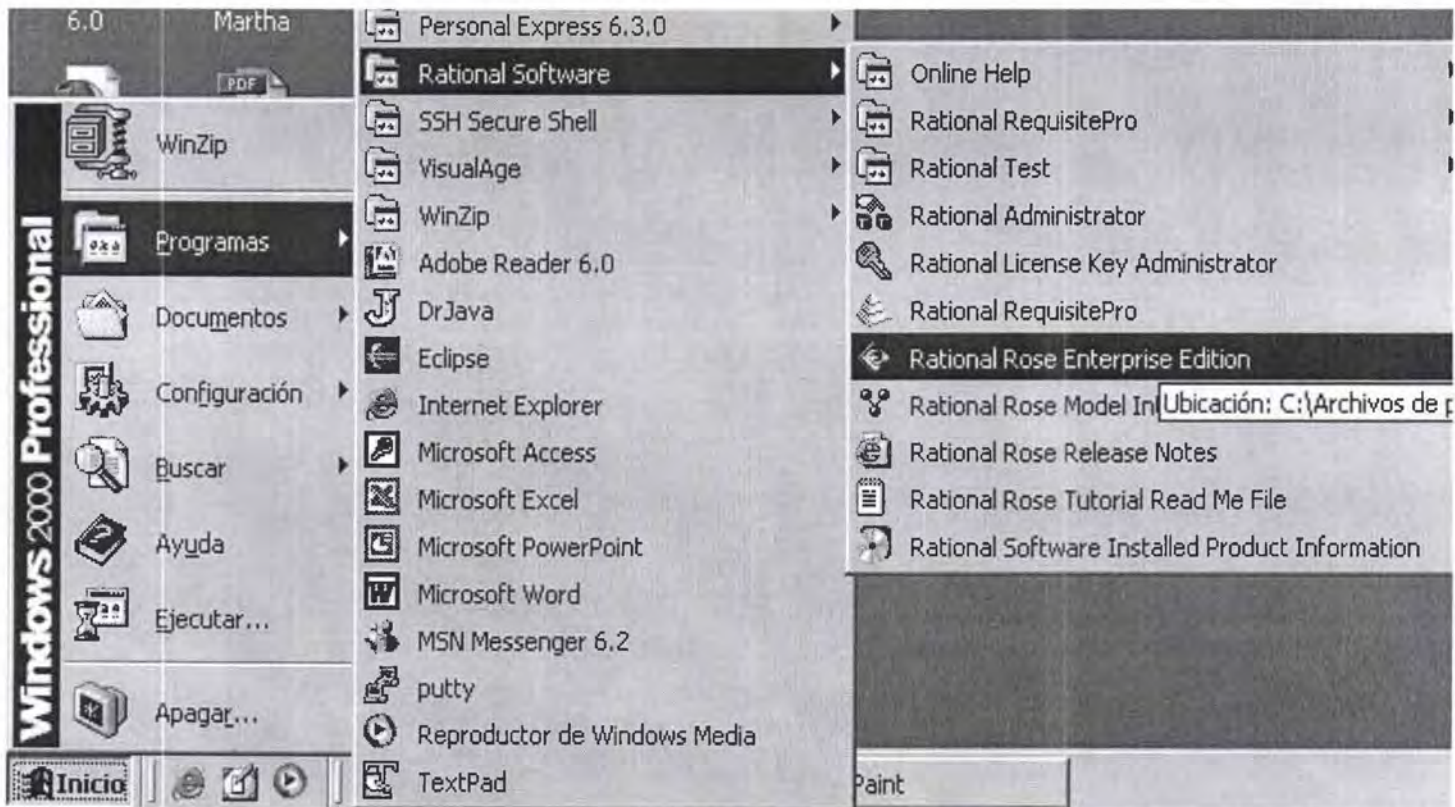 6.0
Martha
PDF
Windows 2000 Professional
WinZip
Programas
Documentos
Configuración
Buscar
Ayuda
Ejecutar...
Apagar...
Inicio
Personal Express 6.3.0
Rational Software
SSH Secure Shell
VisualAge
WinZip
Adobe Reader 6.0
DrJava
Eclipse
Internet Explorer
Microsoft Access
Microsoft Excel
Microsoft PowerPoint
Microsoft Word
MSN Messenger 6.2
putty
Reproductor de Windows Media
TextPad
Online Help
Rational RequisitePro
Rational Test
Rational Administrator
Rational License Key Administrator
Rational RequisitePro
Rational Rose Enterprise Edition
Rational Rose Model In
Ubicación: C:\Archivos de p
Rational Rose Release Notes
Rational Rose Tutorial Read Me File
Rational Software Installed Product Information
Paint